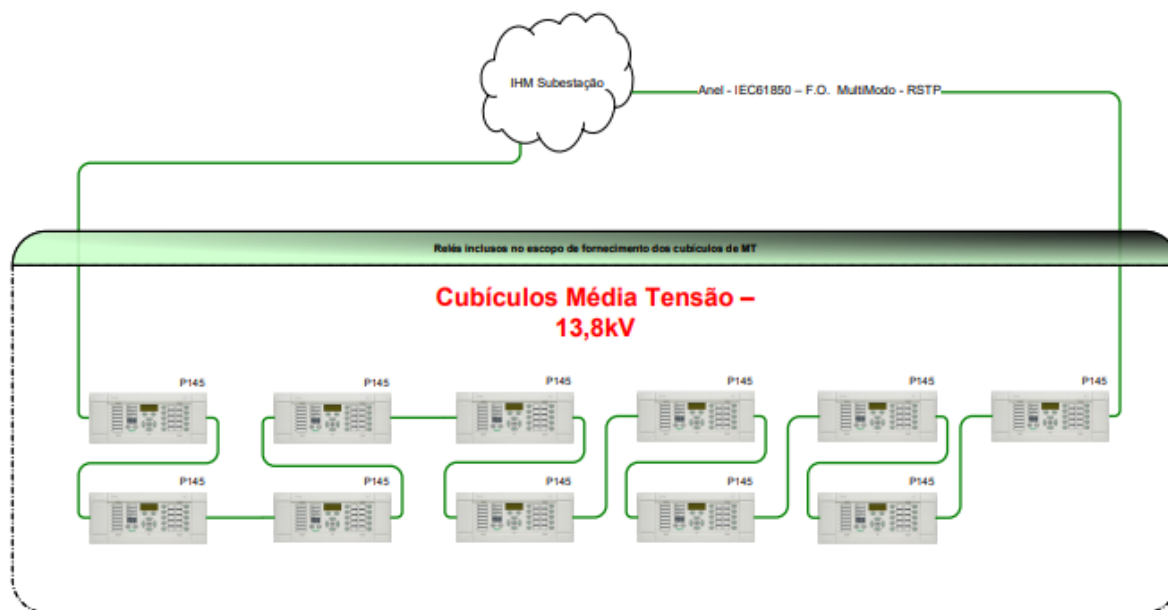 IHM Subestação
Anel - IEC61850 – F.O. MultiModo - RSTP
Relés inclusos no escopo de fornecimento dos cubículos de MT
Cubículos Média Tensão –
13,8kV
P145
P145
P145
P145
P145
P145
P145
P145
P145
P145
P145